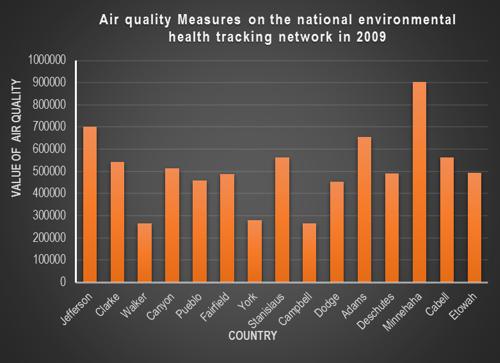 Air quality Measures on the national environmental
health tracking network in 2009
VALUE OF AIR QUALITY
1000000
900000
800000
700000
600000
500000
400000
300000
200000
100000
0
Jefferson
Clarke
Walker
Canyon
Pueblo
Fairfield
York
Stanislaus
Campbell
Dodge
Adams
Deschutes
Minnehaha
Cabell
Etowah
COUNTRY